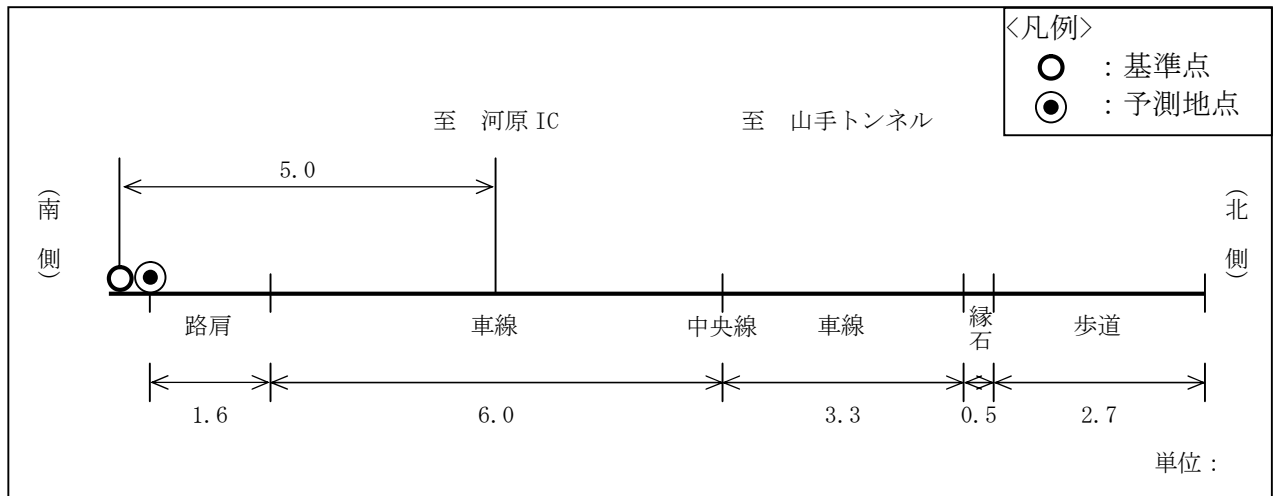 <凡例>
：基準点
：予測地点
至　河原 IC
至　山手トンネル
5.0
(南側)
(北側)
路肩
車線
中央線
車線
縁石
歩道
1.6
6.0
3.3
0.5
2.7
単位：